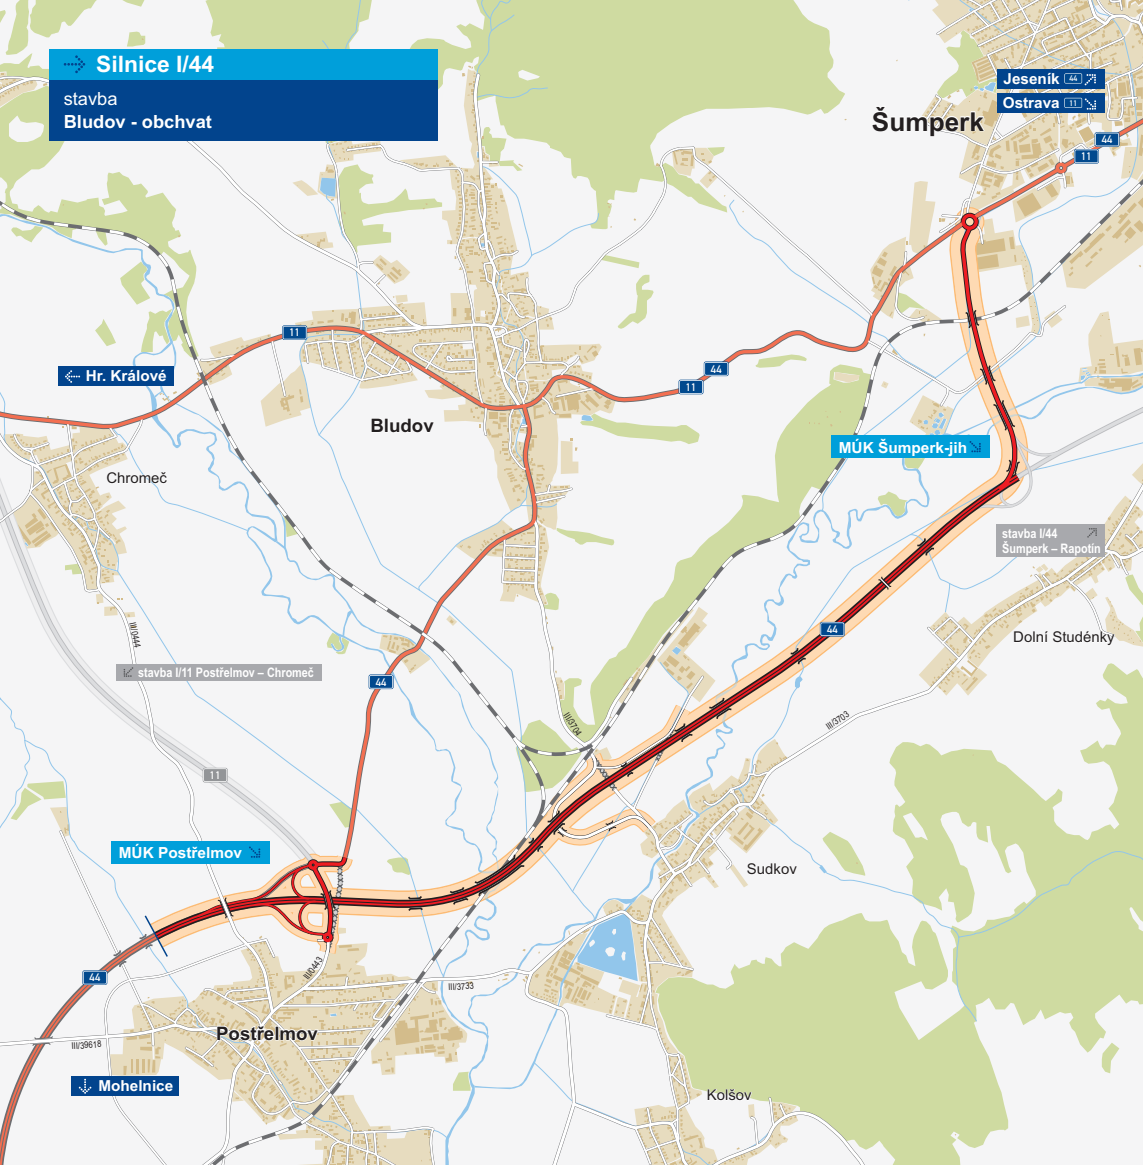 Silnice I/44
stavba
Bludov - obchvat
Jeseník 44
Ostrava 11
Šumperk
44
11
11
Hr. Králové
44
11
Bludov
MÚK Šumperk-jih
Chromeč
stavba I/44
Šumperk – Rapotín
III/0444
44
Dolní Studénky
stavba I/11 Postřelmov – Chromeč
44
III/3704
III/3703
11
MÚK Postřelmov
Sudkov
III/0443
44
III/3733
Postřelmov
III/39618
Mohelnice
Kolšov